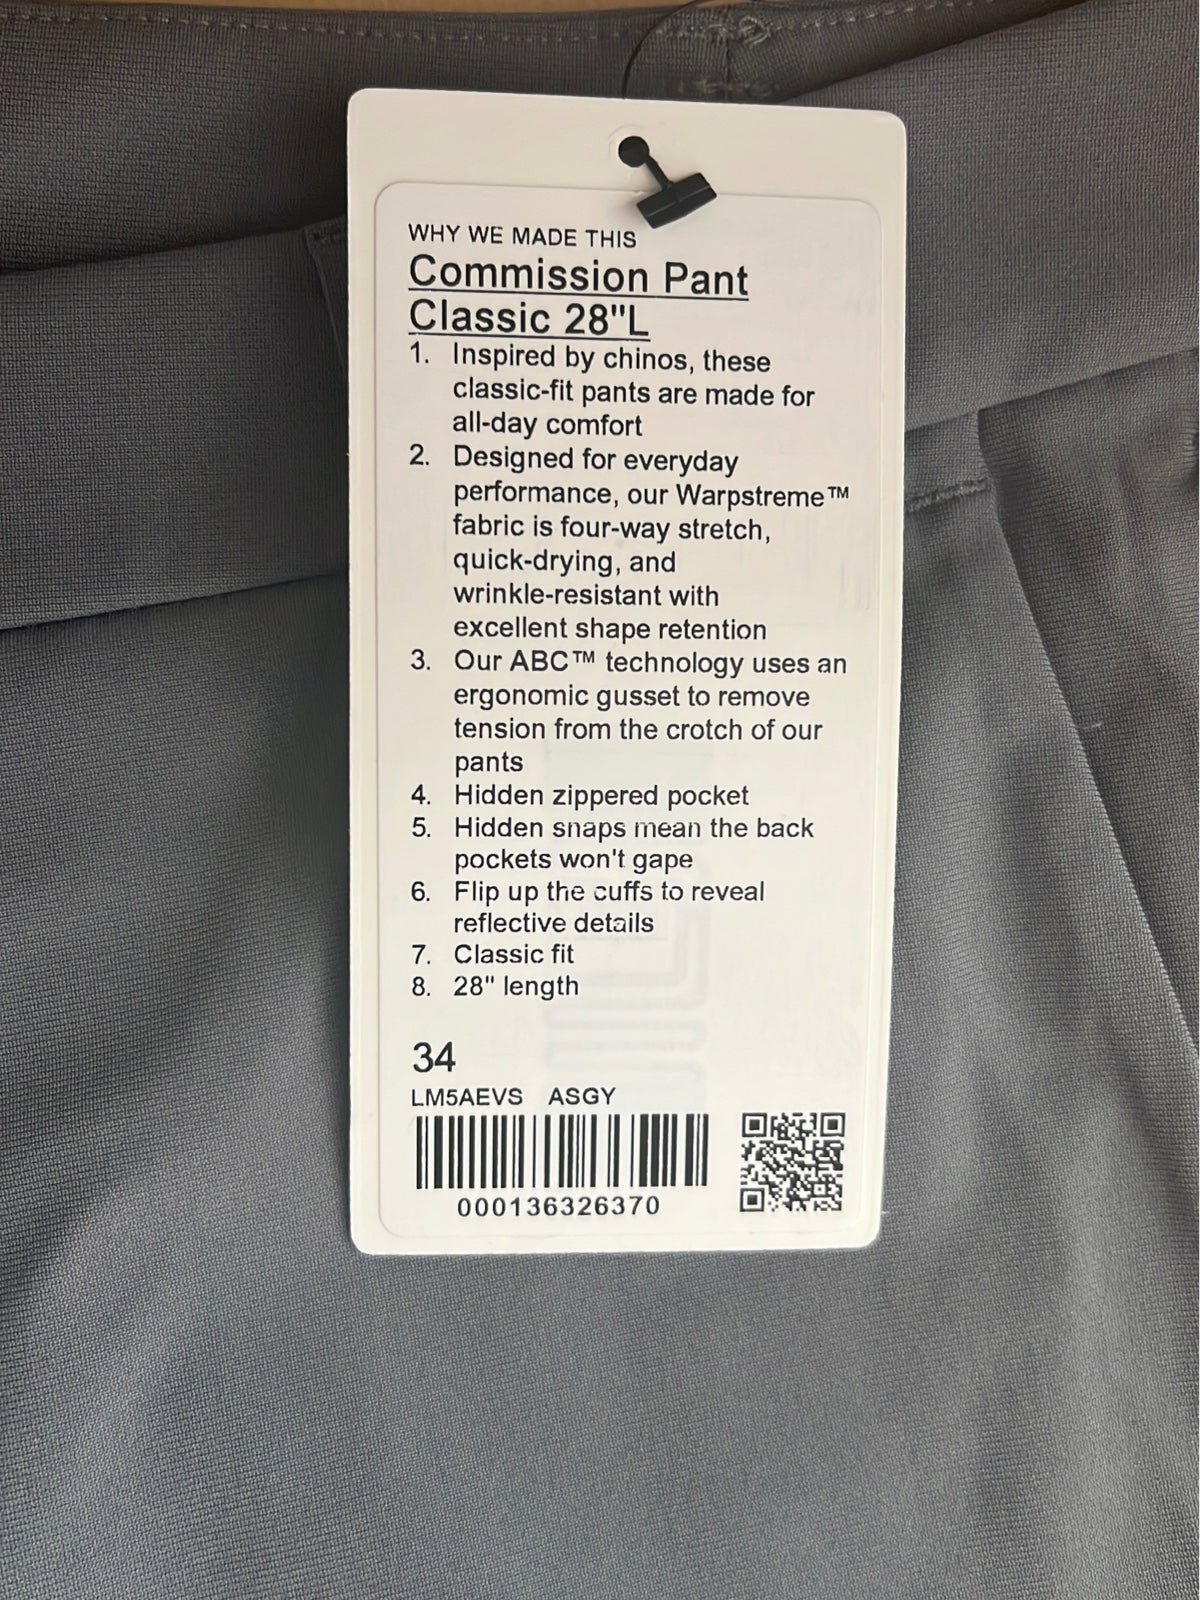 WHY WE MADE THIS
Commission Pant
Classic 28"L
1. Inspired by chinos, these
classic-fit pants are made for
all-day comfort
2. Designed for everyday
performance, our Warpstreme™
fabric is four-way stretch,
quick-drying, and
wrinkle-resistant with
excellent shape retention
3. Our ABC™ technology uses an
ergonomic gusset to remove
tension from the crotch of our
pants
4. Hidden zippered pocket
5. Hidden snaps mean the back
pockets won't gape
6. Flip up the cuffs to reveal
reflective details
7. Classic fit
8. 28" length
34
LM5AEVS ASGY
000136326370